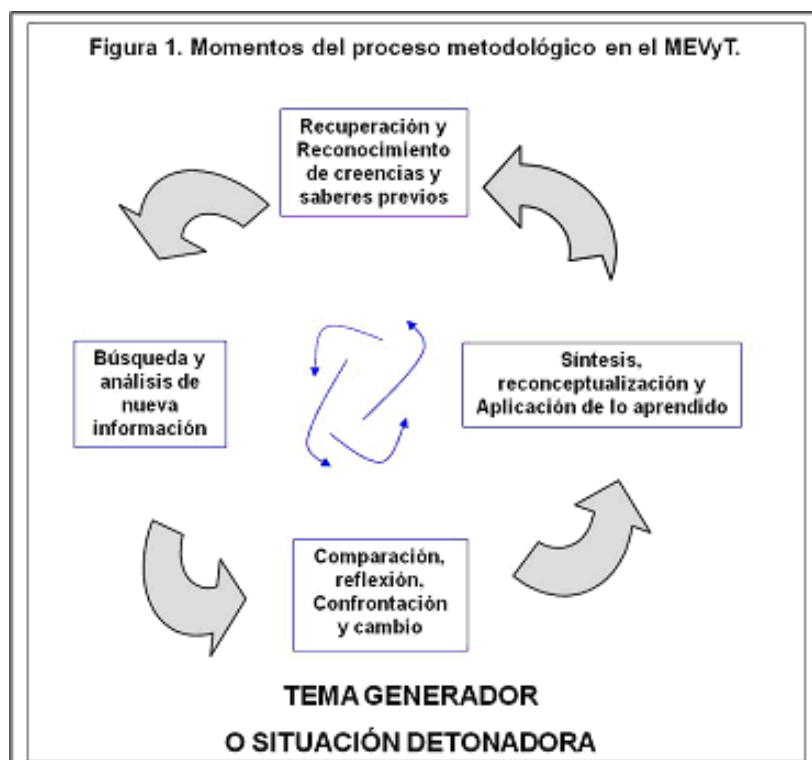 Figura 1. Momentos del proceso metodológico en el MEVyT.
Recuperación y
Reconocimiento
de creencias y
saberes previos
Búsqueda y
análisis de
nueva
información
Síntesis,
reconceptualización y
Aplicación de lo aprendido
Comparación,
reflexión,
Confrontación
y cambio
TEMA GENERADOR
O SITUACIÓN DETONADORA